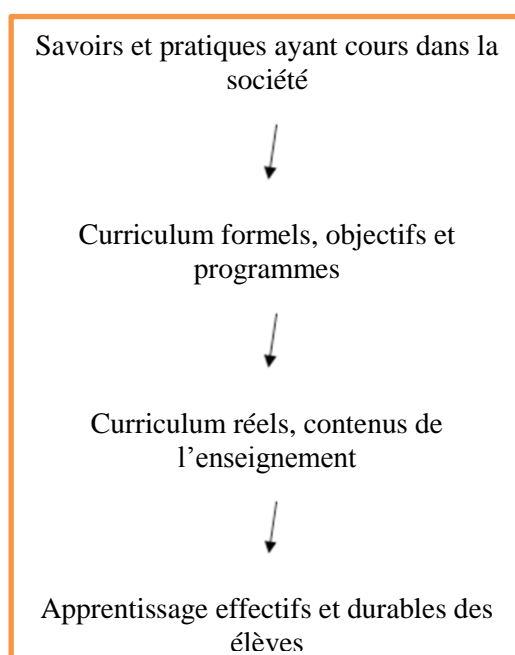 Savoirs et pratiques ayant cours dans la
société
Curriculum formels, objectifs et
programmes
Curriculum réels, contenus de
l’enseignement
Apprentissage effectifs et durables des
élèves